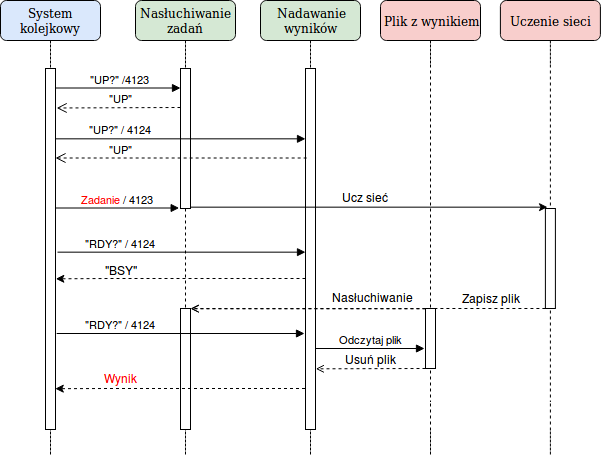 System
kolejkowy
Nasłuchiwanie
zadań
Nadawanie
wyników
Plik z wynikiem
Uczenie sieci
"UP?" /4123
"UP"
"UP?" / 4124
"UP"
Zadanie / 4123
Ucz sieć
"RDY?" / 4124
"BSY"
Nasłuchiwanie
Zapisz plik
"RDY?" / 4124
Odczytaj plik
Usuń plik
Wynik